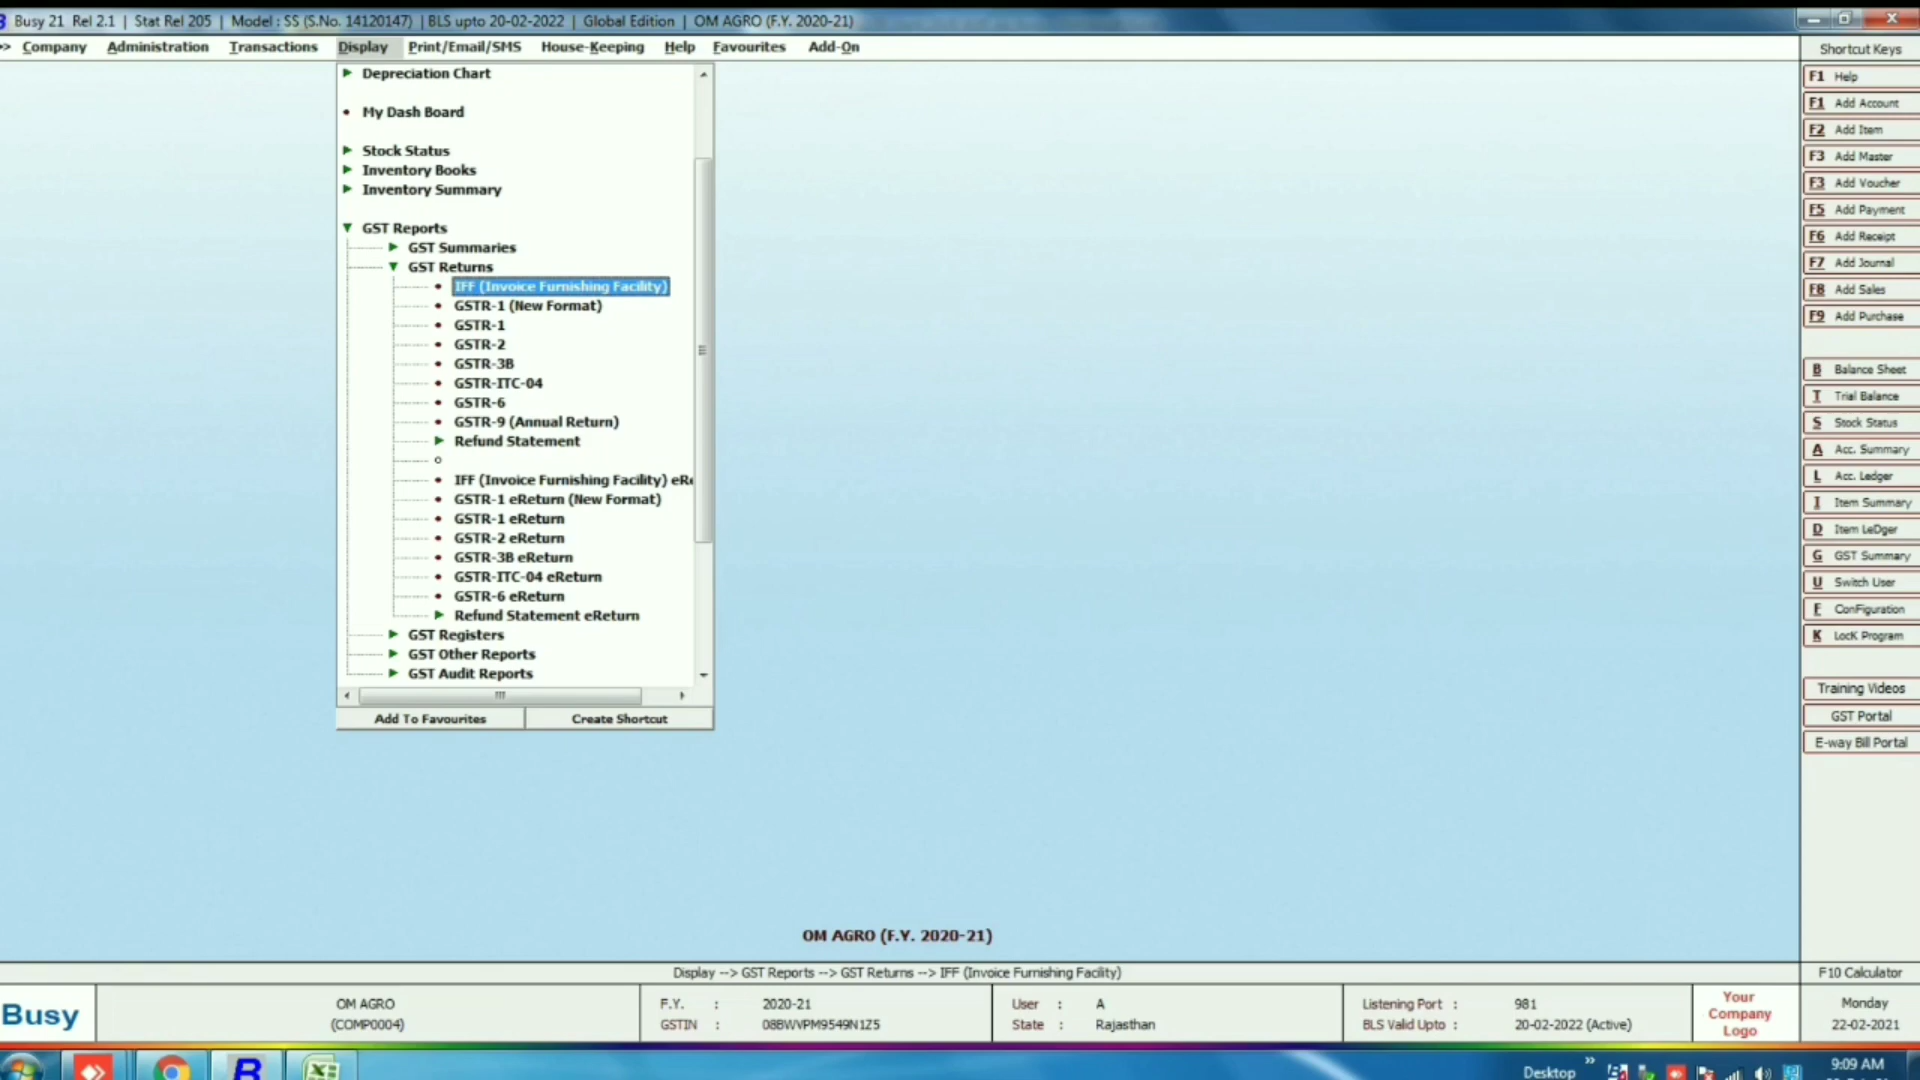 Busy 21 Rel 2.1 | Stat Rel 205 | Model : SS (S.No. 14120147) | BLS upto 20-02-2022 | Global Edition | OM AGRO (F.Y. 2020-21)
>> Company Administration Transactions Display Print/Email/SMS House-Keeping Help Favourites Add-On
Depreciation Chart
My Dash Board
Stock Status
Inventory Books
Inventory Summary
GST Reports
GST Summaries
GST Returns
IFF (Invoice Furnishing Facility)
GSTR-1 (New Format)
GSTR-1
GSTR-2
GSTR-3B
GSTR-ITC-04
GSTR-6
GSTR-9 (Annual Return)
Refund Statement
IFF (Invoice Furnishing Facility) eRe
GSTR-1 eReturn (New Format)
GSTR-1 eReturn
GSTR-2 eReturn
GSTR-3B eReturn
GSTR-ITC-04 eReturn
GSTR-6 eReturn
Refund Statement eReturn
GST Registers
GST Other Reports
GST Audit Reports
Add To Favourites Create Shortcut
Shortcut Keys
F1 Help
F1 Add Account
F2 Add Item
F3 Add Master
F3 Add Voucher
F5 Add Payment
F6 Add Receipt
F7 Add Journal
F8 Add Sales
F9 Add Purchase
B Balance Sheet
T Trial Balance
S Stock Status
A Acc. Summary
L Acc. Ledger
I Item Summary
D Item LeDger
G GST Summary
U Switch User
F ConFiguration
K LocK Program
Training Videos
GST Portal
E-way Bill Portal
OM AGRO (F.Y. 2020-21)
Display --> GST Reports --> GST Returns --> IFF (Invoice Furnishing Facility)
F10 Calculator
Busy
OM AGRO
(COMP0004)
F.Y. : 2020-21
GSTIN : 08BWVPM9549N1Z5
User : A
State : Rajasthan
Listening Port : 981
BLS Valid Upto : 20-02-2022 (Active)
Your
Company
Logo
Monday
22-02-2021
Desktop
9:09 AM